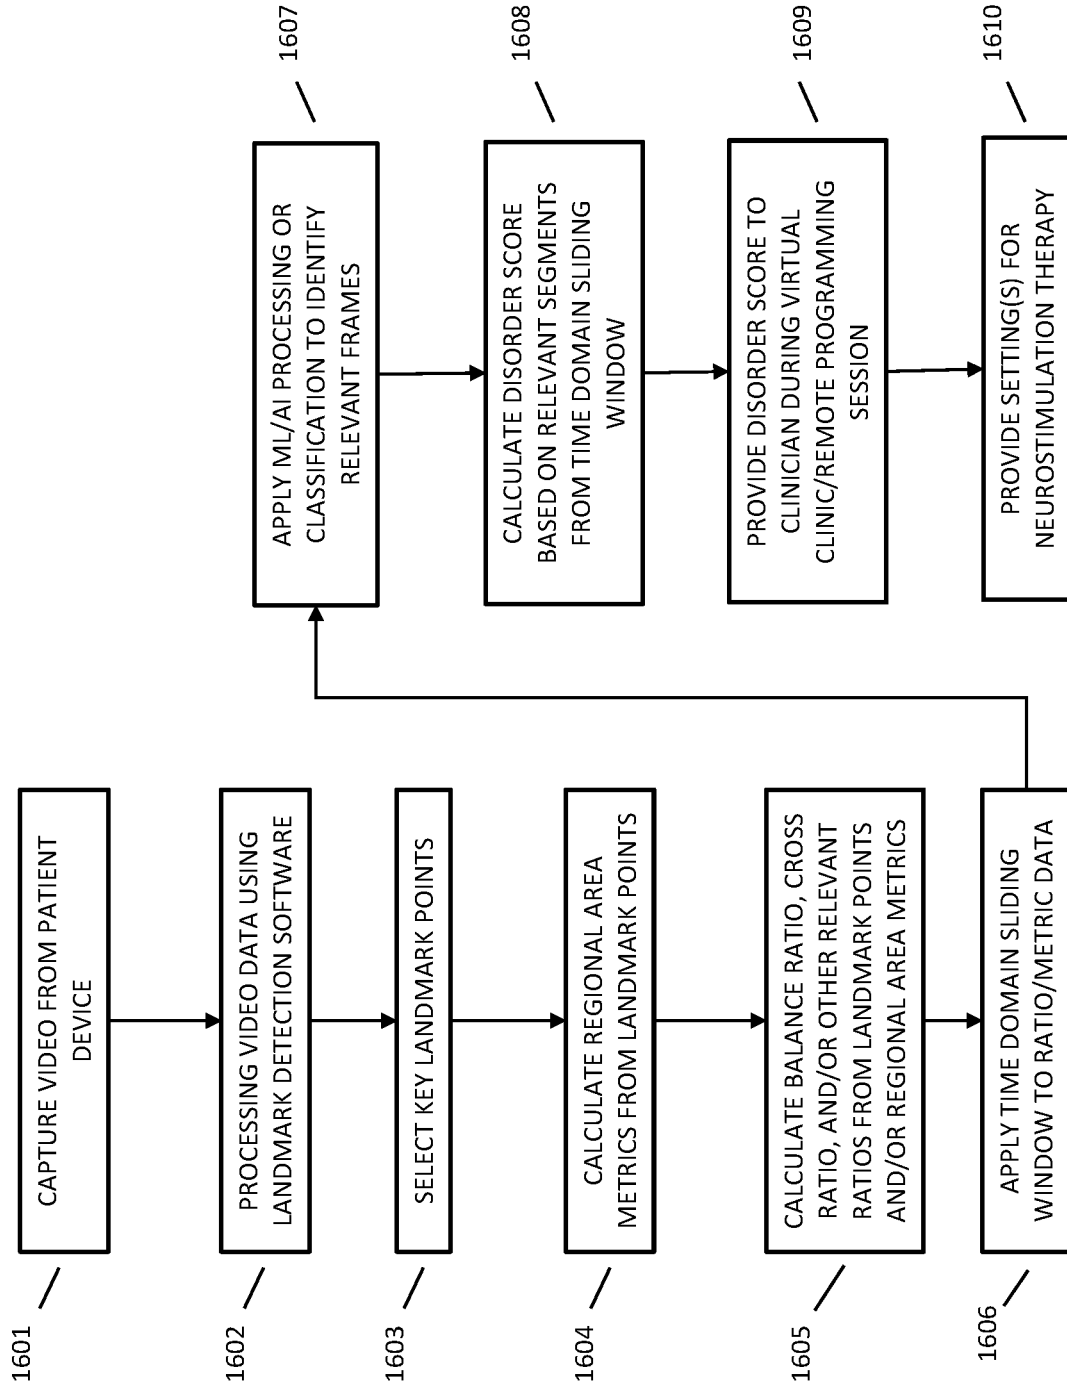 1601
CAPTURE VIDEO FROM PATIENT
DEVICE
1602
PROCESSING VIDEO DATA USING
LANDMARK DETECTION SOFTWARE
1603
SELECT KEY LANDMARK POINTS
1604
CALCULATE REGIONAL AREA
METRICS FROM LANDMARK POINTS
1605
CALCULATE BALANCE RATIO, CROSS
RATIO, AND/OR OTHER RELEVANT
RATIOS FROM LANDMARK POINTS
AND/OR REGIONAL AREA METRICS
1606
APPLY TIME DOMAIN SLIDING
WINDOW TO RATIO/METRIC DATA
1607
APPLY ML/AI PROCESSING OR
CLASSIFICATION TO IDENTIFY
RELEVANT FRAMES
1608
CALCULATE DISORDER SCORE
BASED ON RELEVANT SEGMENTS
FROM TIME DOMAIN SLIDING
WINDOW
1609
PROVIDE DISORDER SCORE TO
CLINICIAN DURING VIRTUAL
CLINIC/REMOTE PROGRAMMING
SESSION
1610
PROVIDE SETTING(S) FOR
NEUROSTIMULATION THERAPY